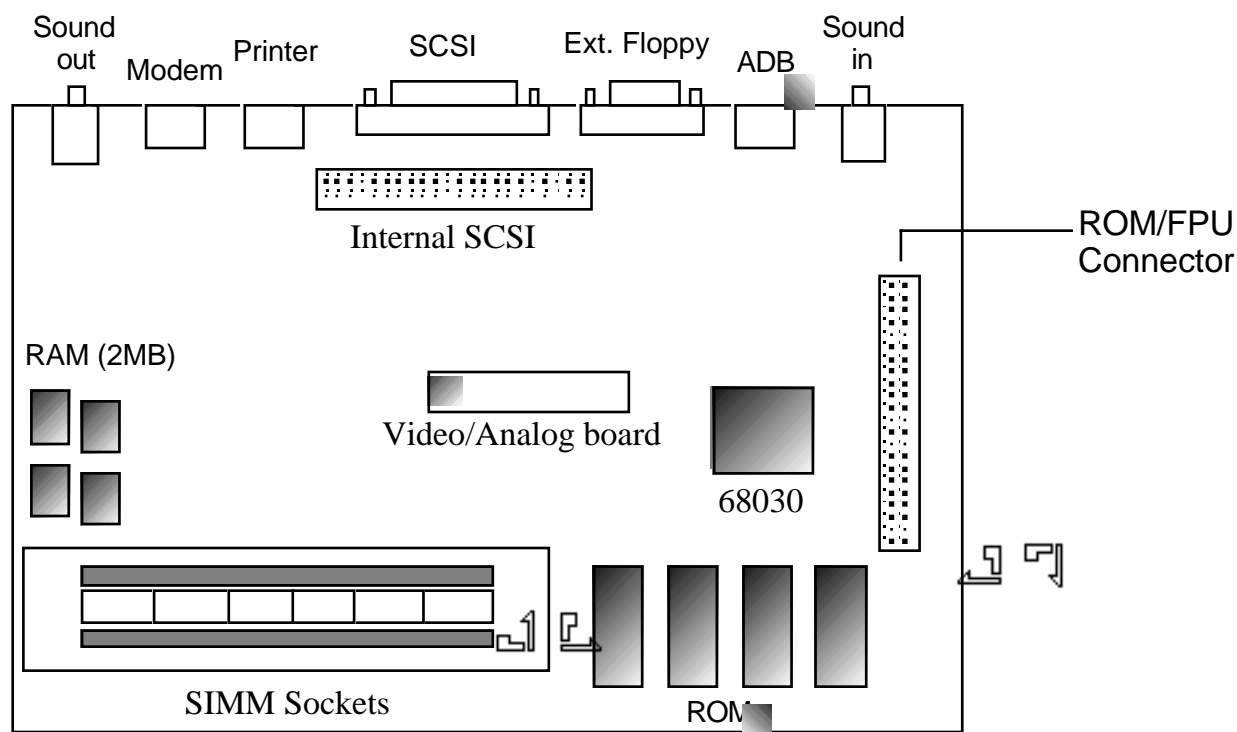 Sound
out
Modem
Printer
SCSI
Ext. Floppy
ADB
Sound
in
Internal SCSI
ROM/FPU
Connector
RAM (2MB)
Video/Analog board
68030
SIMM Sockets
ROM